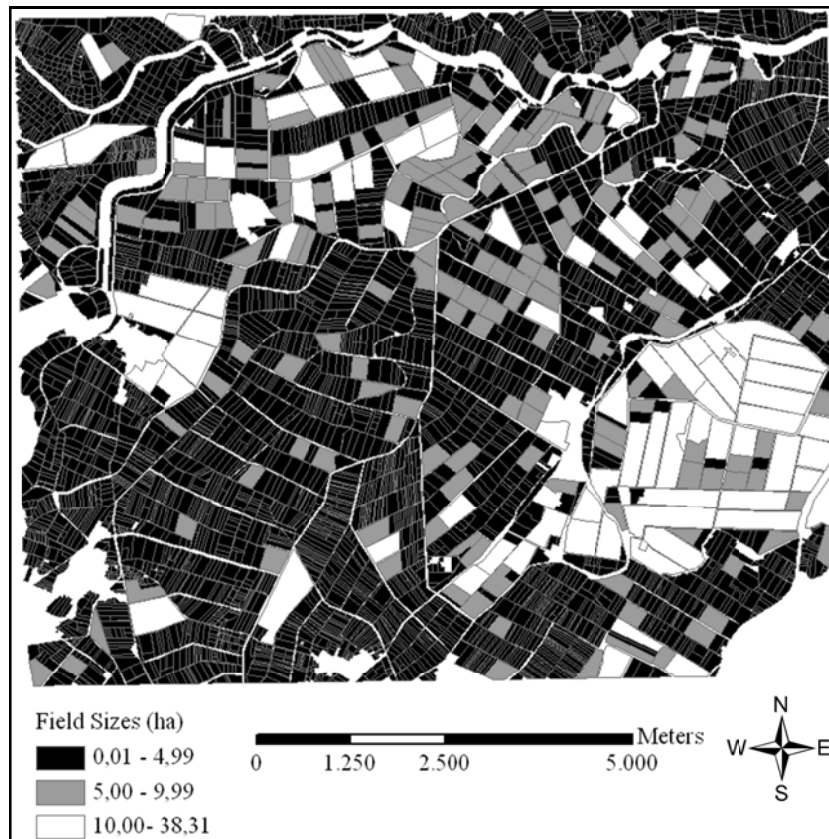 Field Sizes (ha)
0,01 - 4,99
5,00 - 9,99
10,00- 38,31
Meters
0 1.250 2.500 5.000
N
W E
S